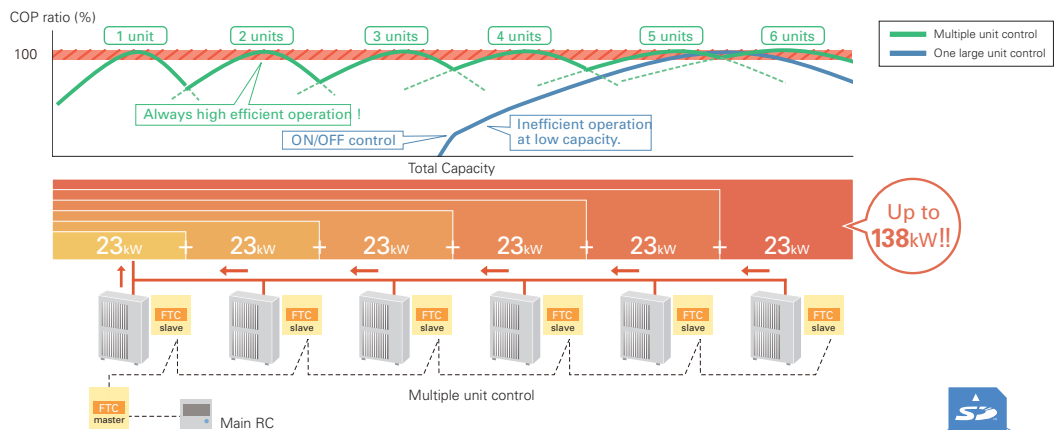 COP ratio (%)
100
1 unit
2 units
3 units
4 units
5 units
6 units
Multiple unit control
One large unit control
Always high efficient operation !
ON/OFF control
Inefficient operation
at low capacity.
Total Capacity
23kW + 23kW + 23kW + 23kW + 23kW + 23kW
Up to
138kW!!
FTC
slave
FTC
slave
FTC
slave
FTC
slave
FTC
slave
FTC
slave
Multiple unit control
FTC
master
Main RC
SD